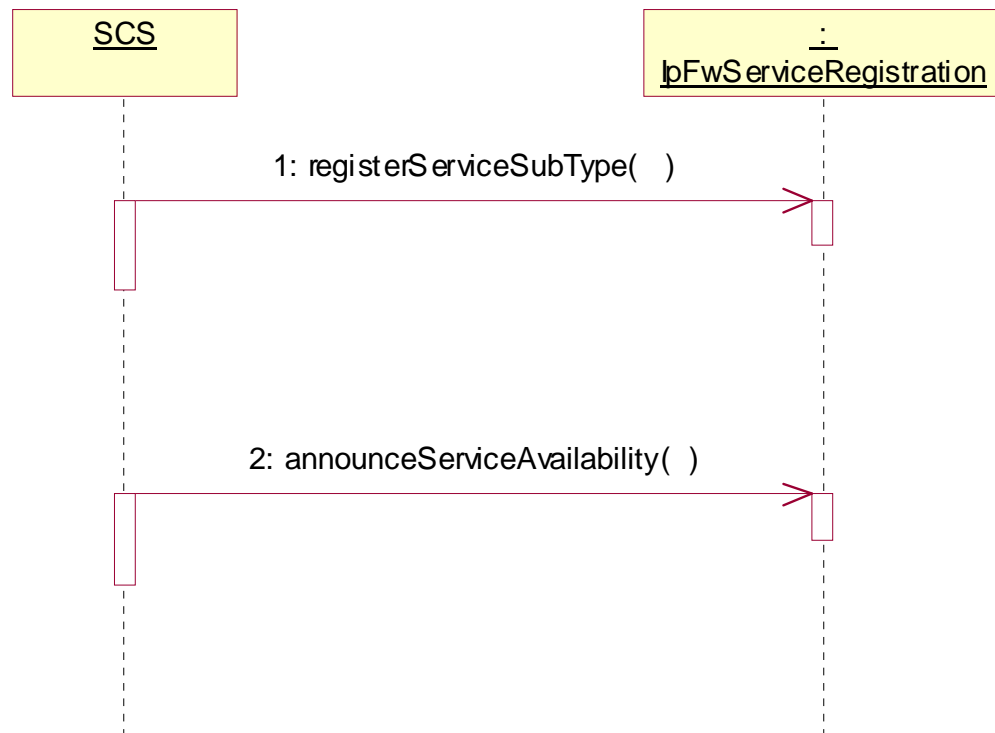 SCS
:
IpFwServiceRegistration
1: registerServiceSubType( )
2: announceServiceAvailability( )